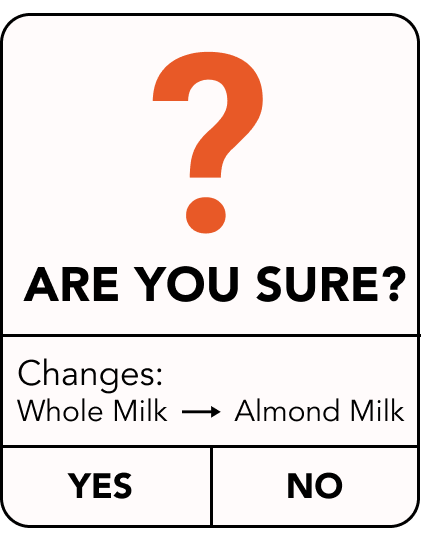 ?
ARE YOU SURE?
Changes:
Whole Milk → Almond Milk
YES
NO